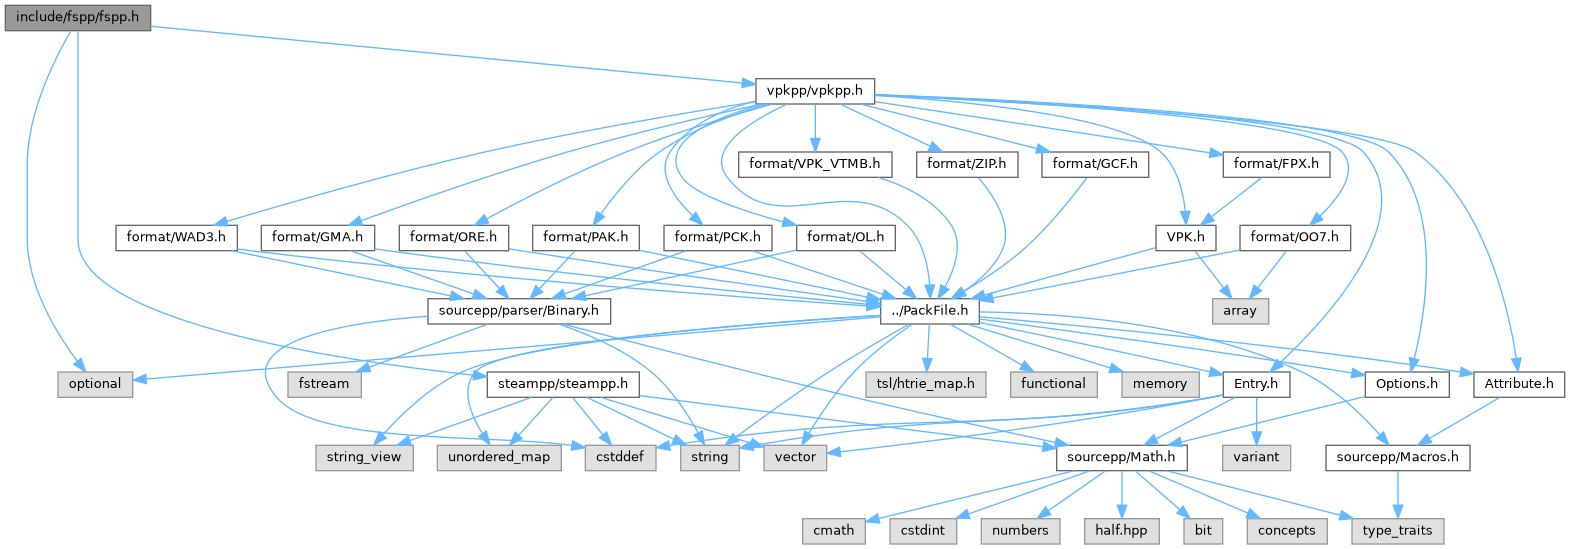 include/fspp/fspp.h
vpkpp/vpkpp.h
format/VPK_VTMB.h
format/ZIP.h
format/GCF.h
format/FPX.h
format/WAD3.h
format/GMA.h
format/ORE.h
format/PAK.h
format/PCK.h
format/OL.h
VPK.h
format/OO7.h
sourcepp/parser/Binary.h
../PackFile.h
array
optional
fstream
steampp/steampp.h
tsl/htrie_map.h
functional
memory
Entry.h
Options.h
Attribute.h
string_view
unordered_map
cstddef
string
vector
sourcepp/Math.h
variant
sourcepp/Macros.h
cmath
cstdint
numbers
half.hpp
bit
concepts
type_traits